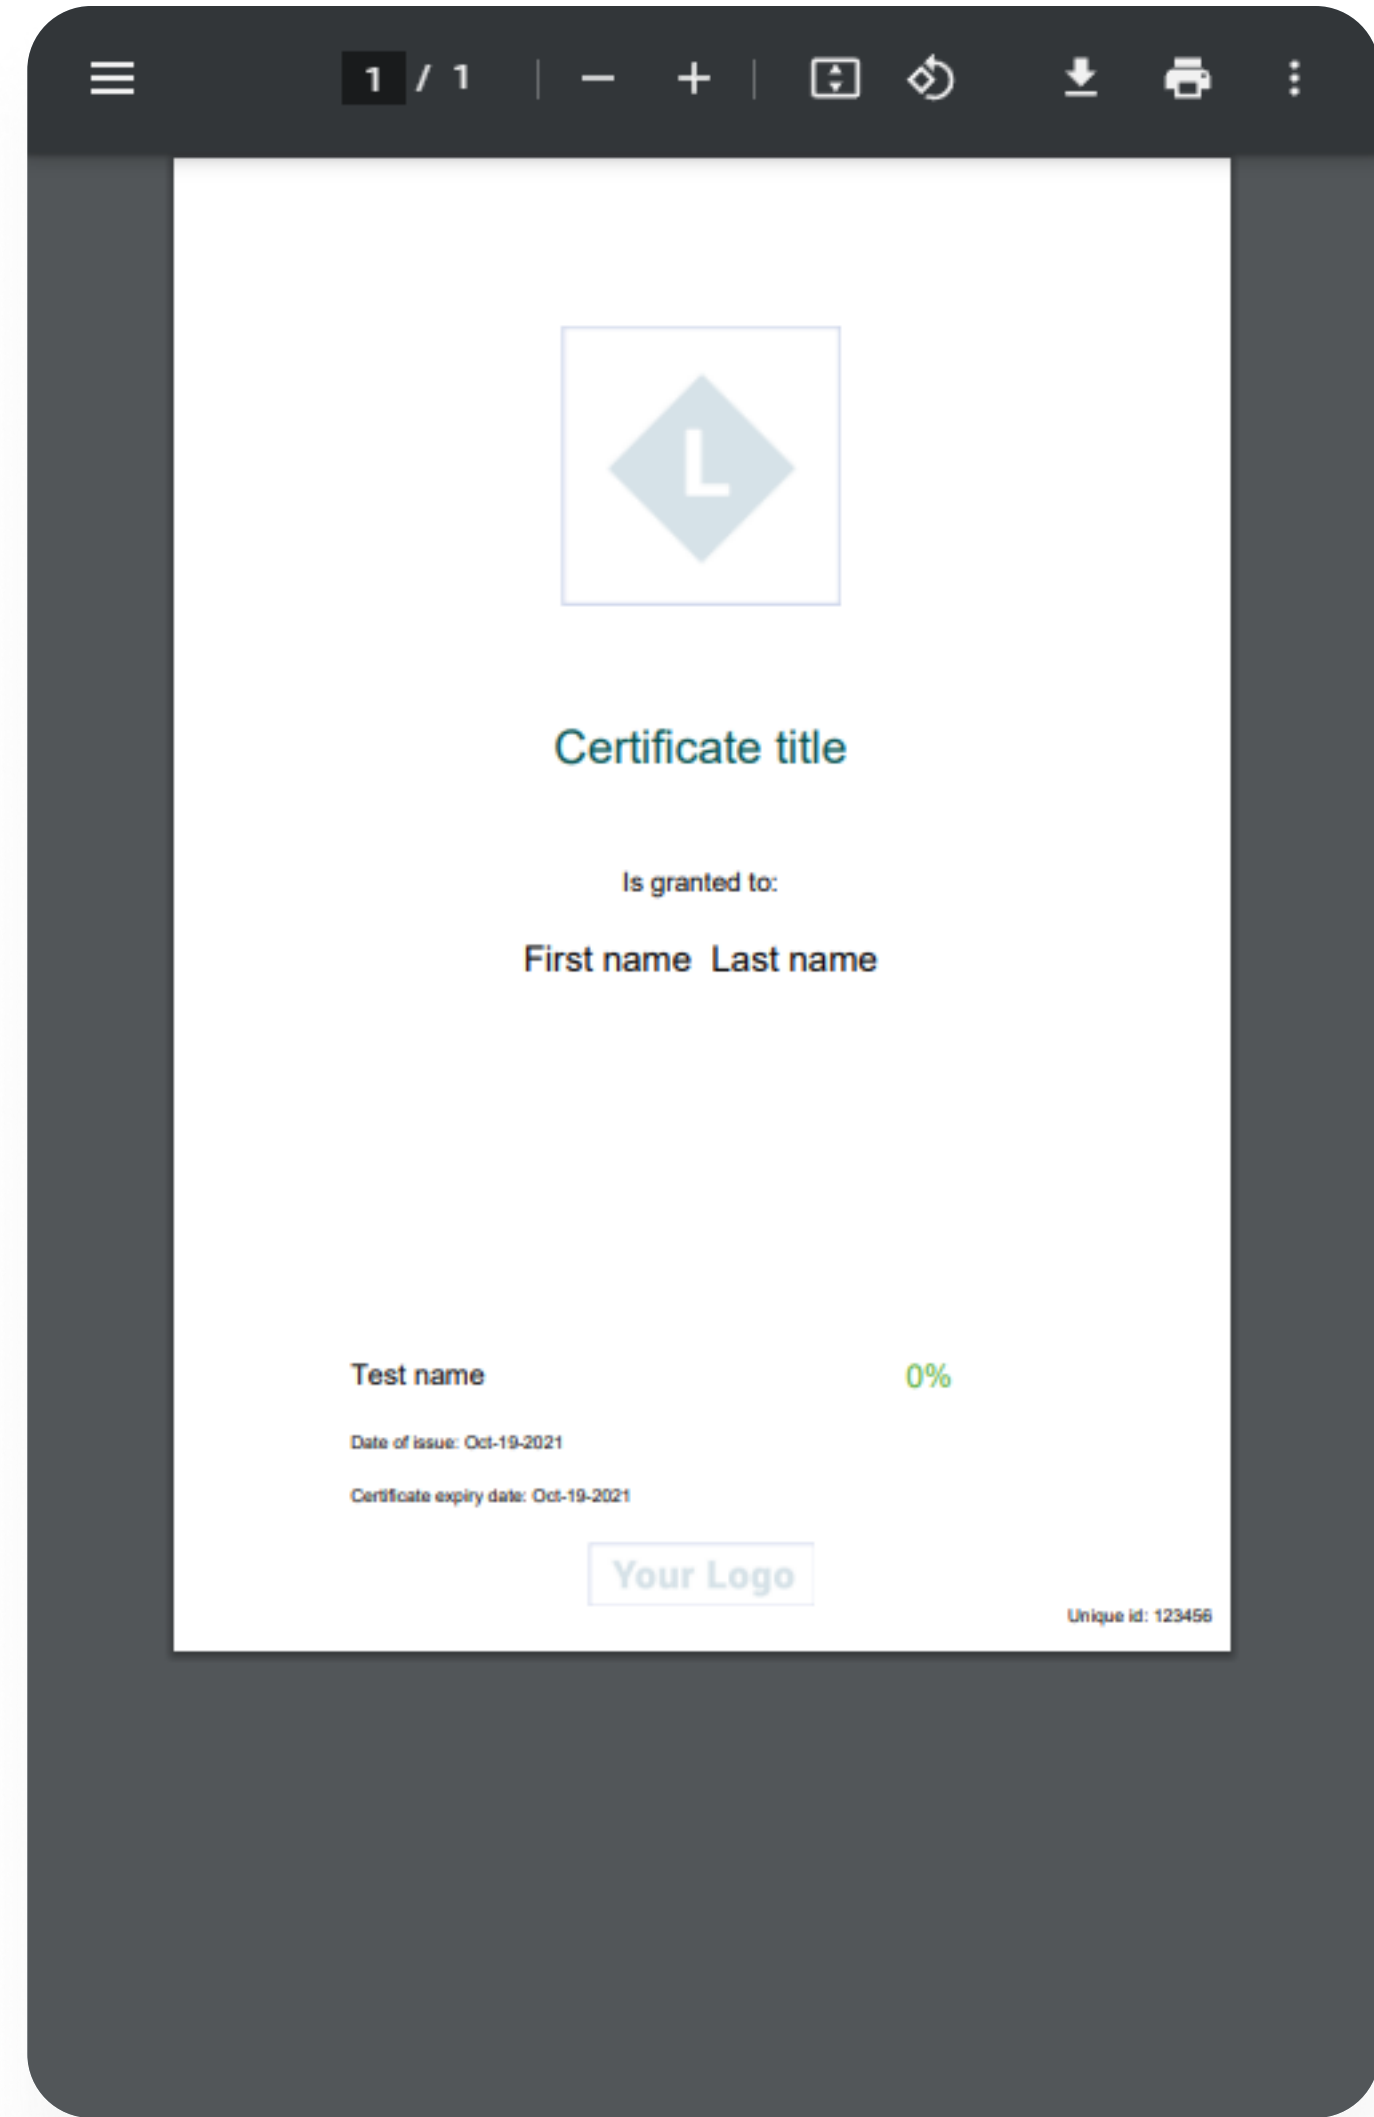 1 / 1
L
Certificate title
Is granted to:
First name Last name
Test name 0%
Date of issue: Oct-19-2021
Certificate expiry date: Oct-19-2021
Your Logo
Unique id: 123456